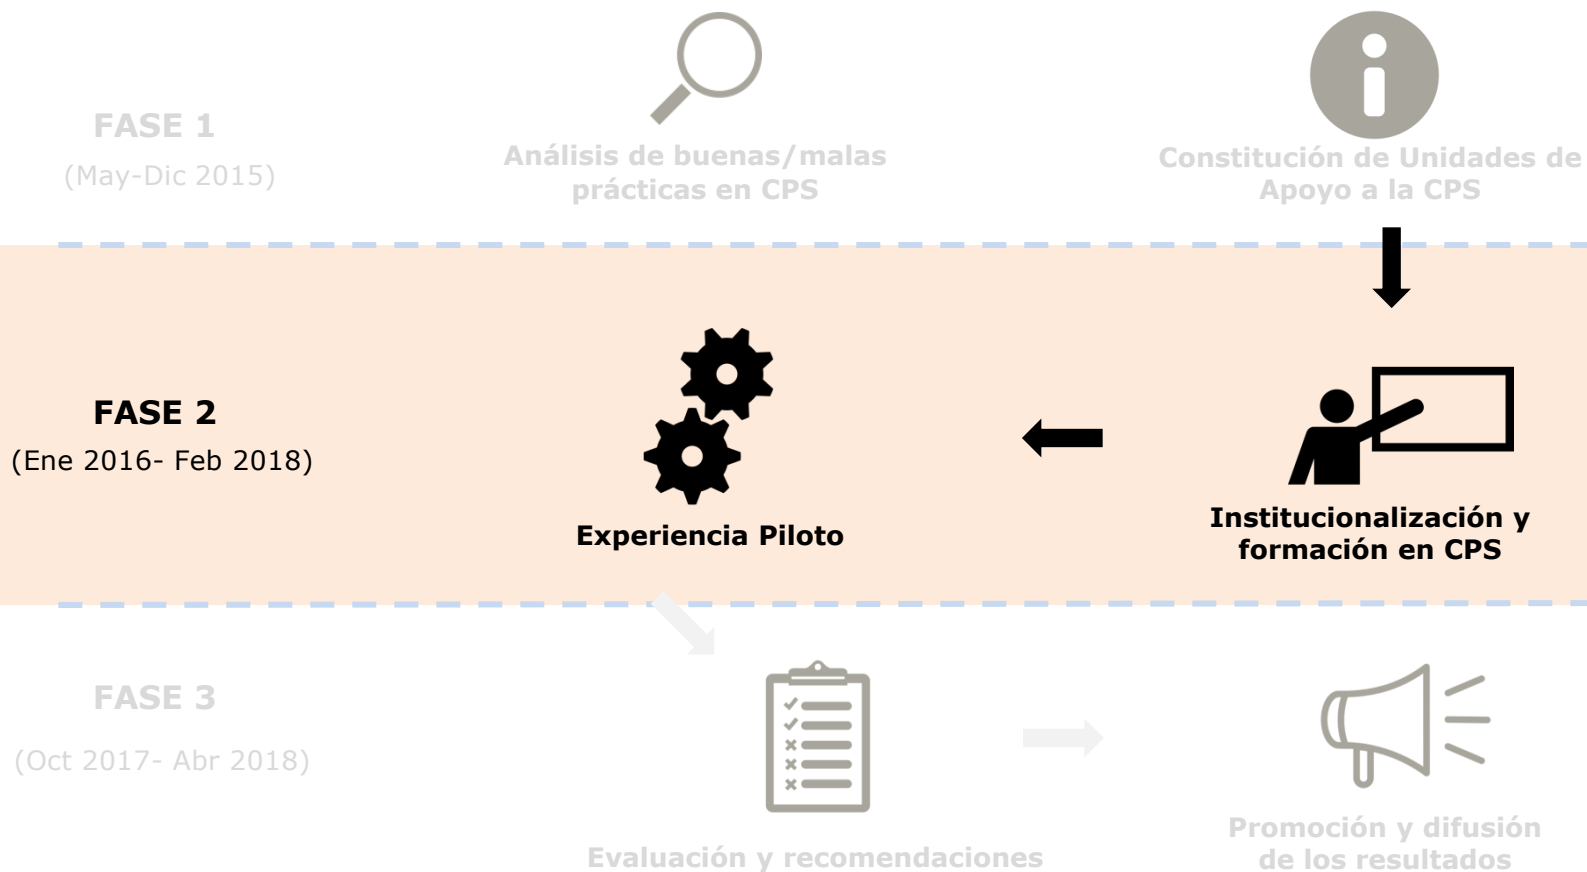 FASE 1
(May-Dic 2015)
Análisis de buenas/malas
prácticas en CPS
Constitución de Unidades de
Apoyo a la CPS
FASE 2
(Ene 2016- Feb 2018)
Experiencia Piloto
Institucionalización y
formación en CPS
FASE 3
(Oct 2017- Abr 2018)
Evaluación y recomendaciones
Promoción y difusión
de los resultados